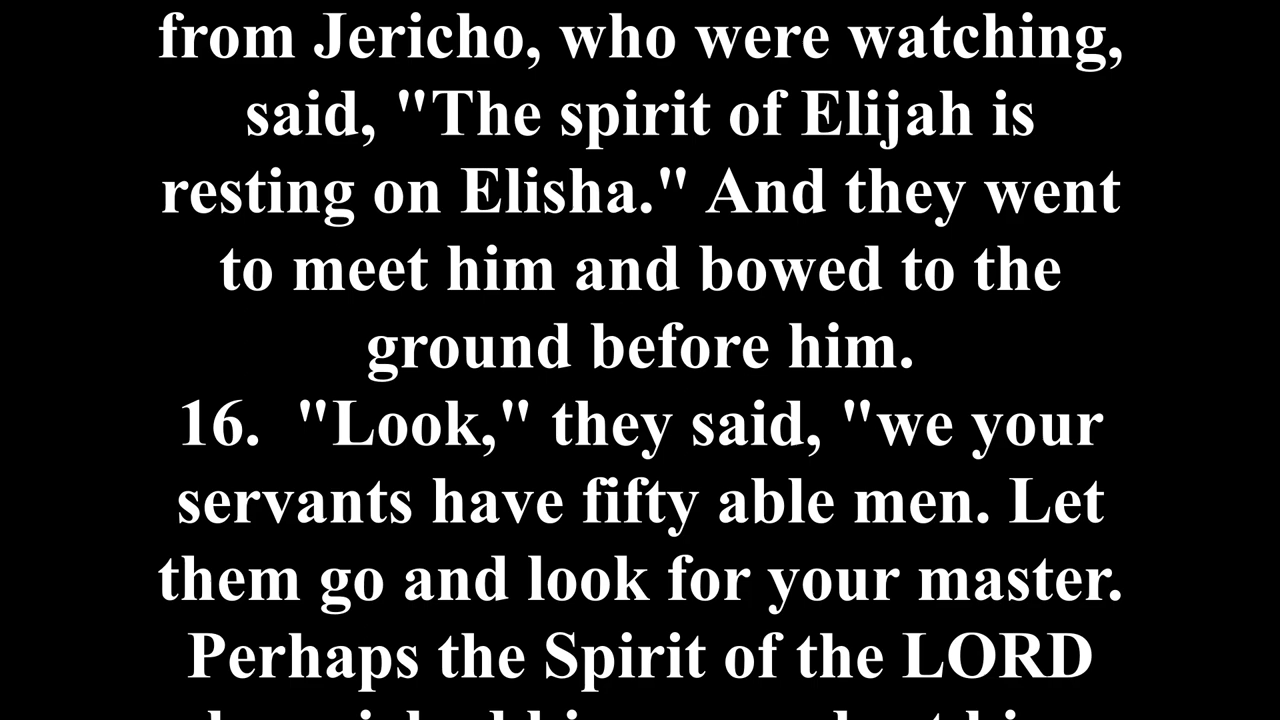 from Jericho, who were watching,
said, "The spirit of Elijah is
resting on Elisha." And they went
to meet him and bowed to the
ground before him.
16.  "Look," they said, "we your
servants have fifty able men. Let
them go and look for your master.
Perhaps the Spirit of the LORD